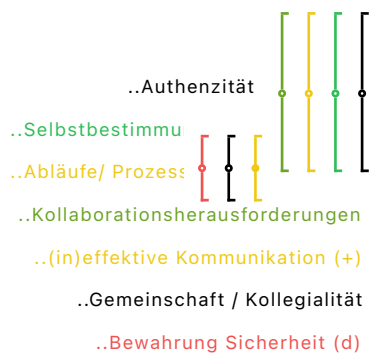 ..Authenzität
..Selbstbestimmu
..Abläufe/ Prozess
..Kollaborationsherausforderungen
..(in)effektive Kommunikation (+)
..Gemeinschaft / Kollegialität
..Bewahrung Sicherheit (d)